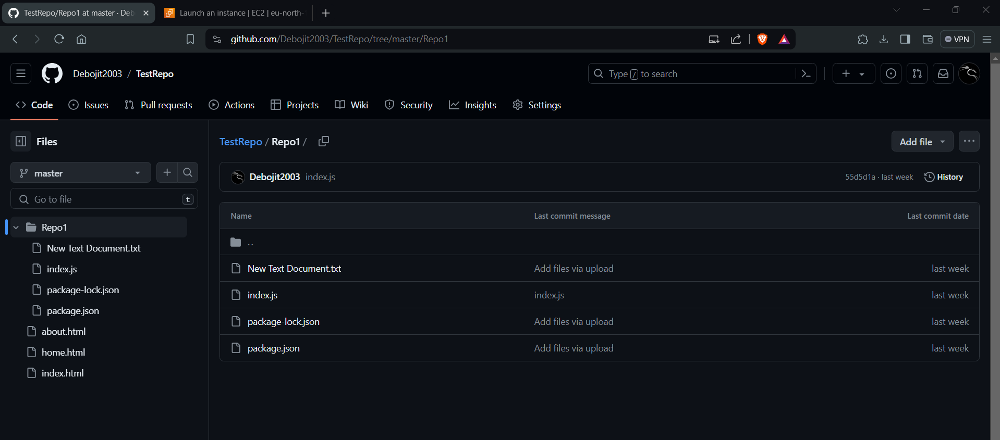 TestRepo/Repo1 at master · Deb
Launch an instance | EC2 | eu-north-
github.com/Debojit2003/TestRepo/tree/master/Repo1
VPN
Debojit2003 / TestRepo
Type / to search
Code
Issues
Pull requests
Actions
Projects
Wiki
Security
Insights
Settings
Files
master
Go to file
t
Repo1
New Text Document.txt
index.js
package-lock.json
package.json
about.html
home.html
index.html
TestRepo / Repo1 /
Add file
Debojit2003 index.js
55d5d1a · last week
History
Name Last commit message Last commit date
..
New Text Document.txt Add files via upload last week
index.js index.js last week
package-lock.json Add files via upload last week
package.json Add files via upload last week